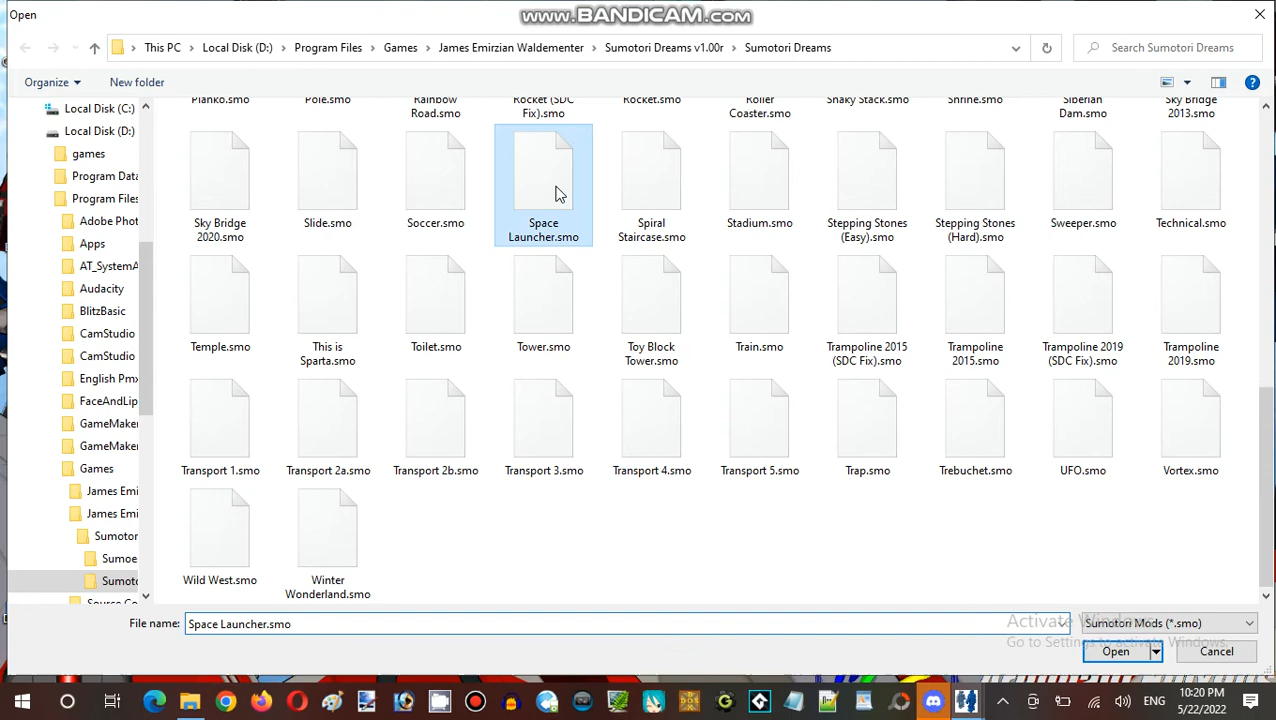 Open
www.BANDICAM.com
This PC > Local Disk (D:) > Program Files > Games > James Emirzian Waldementer > Sumotori Dreams v1.00r > Sumotori Dreams
Search Sumotori Dreams
Organize
New folder
Local Disk (C:)
Local Disk (D:)
games
Program Data
Program Files
Adobe Phot
Apps
AT_SystemA
Audacity
BlitzBasic
CamStudio
CamStudio
English Pmx
FaceAndLip
GameMaker
GameMaker
Games
James Emi
James Emi
Sumotori
Sumoe
Sumoto
Source Co
Planko.smo
Pole.smo
Rainbow
Road.smo
Rocket (SDC
Fix).smo
Rocket.smo
Roller
Coaster.smo
Shaky Stack.smo
Shrine.smo
Siberian
Dam.smo
Sky Bridge
2013.smo
Sky Bridge
2020.smo
Slide.smo
Soccer.smo
Space
Launcher.smo
Spiral
Staircase.smo
Stadium.smo
Stepping Stones
(Easy).smo
Stepping Stones
(Hard).smo
Sweeper.smo
Technical.smo
Temple.smo
This is
Sparta.smo
Toilet.smo
Tower.smo
Toy Block
Tower.smo
Train.smo
Trampoline 2015
(SDC Fix).smo
Trampoline
2015.smo
Trampoline 2019
(SDC Fix).smo
Trampoline
2019.smo
Transport 1.smo
Transport 2a.smo
Transport 2b.smo
Transport 3.smo
Transport 4.smo
Transport 5.smo
Trap.smo
Trebuchet.smo
UFO.smo
Vortex.smo
Wild West.smo
Winter
Wonderland.smo
File name:
Space Launcher.smo
Sumotori Mods (*.smo)
Activate Windows
Go to Settings to activate Windows.
Open
Cancel
ENG
10:20 PM
5/22/2022